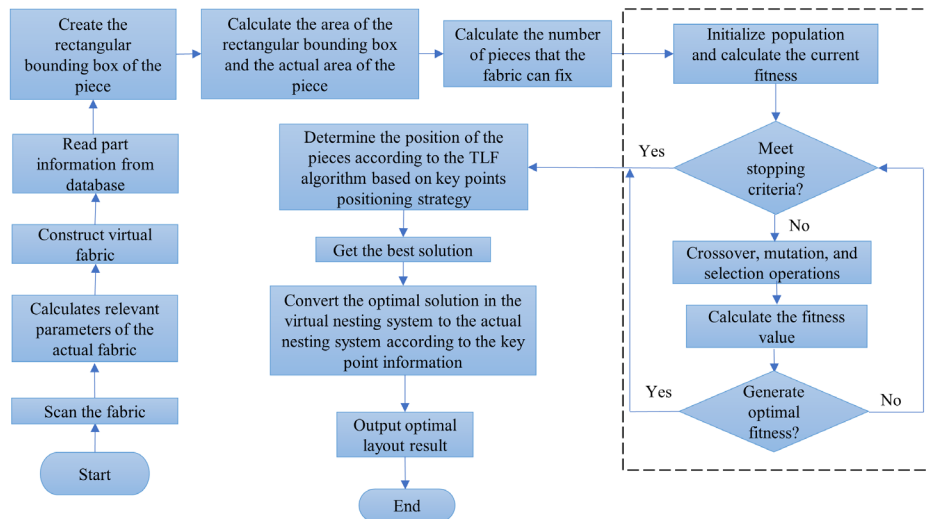 Start
Scan the fabric
Calculates relevant
parameters of the
actual fabric
Construct virtual
fabric
Read part
information from
database
Create the
rectangular
bounding box of the
piece
Calculate the area of the
rectangular bounding box
and the actual area of the
piece
Calculate the number
of pieces that the
fabric can fix
Initialize population
and calculate the current
fitness
Meet
stopping
criteria?
Yes
No
Crossover, mutation, and
selection operations
Calculate the fitness
value
Generate
optimal
fitness?
Yes
No
Determine the position of the
pieces according to the TLF
algorithm based on key points
positioning strategy
Get the best solution
Convert the optimal solution in the
virtual nesting system to the actual
nesting system according to the key
point information
Output optimal
layout result
End